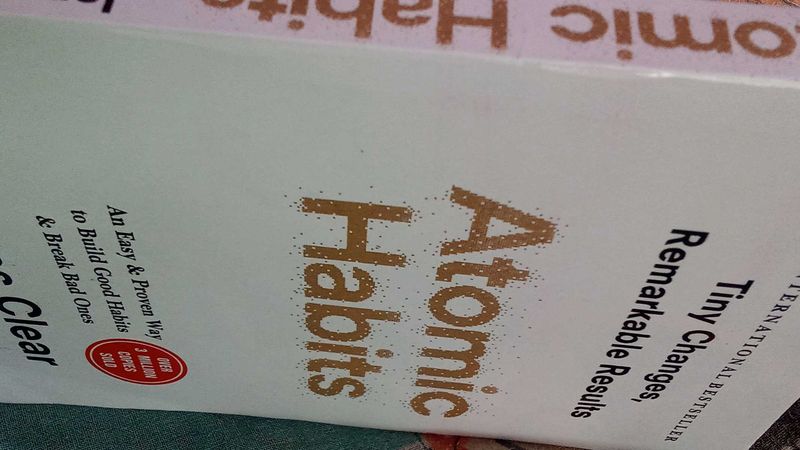 omic Habits
INTERNATIONAL BESTSELLER
Tiny Changes,
Remarkable Results
Atomic
Habits
An Easy & Proven Way
to Build Good Habits
& Break Bad Ones
OVER
3 MILLION
COPIES
SOLD
Clear